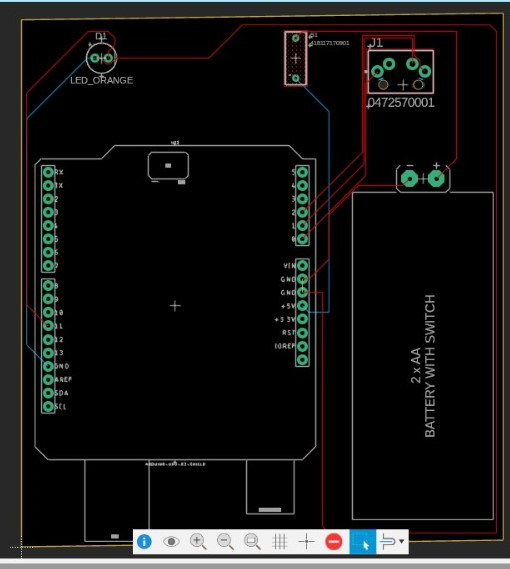 D1
LED_ORANGE
J1
0472570001
- +
RX
TX
2
3
4
5
6
7
8
9
10
11
12
13
GND
AREF
SDA
SCL
5
4
3
2
1
0
VIN
GND
GND
+5V
+3 3V
RST
IOREF
2 x AA
BATTERY WITH SWITCH